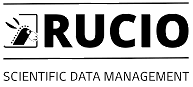 RUCIO
SCIENTIFIC DATA MANAGEMENT